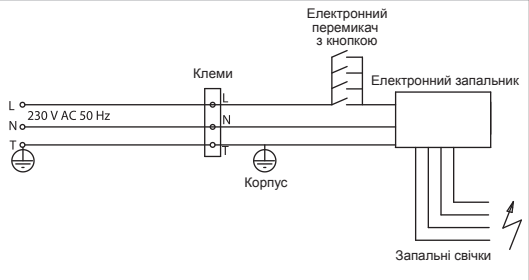 Електронний
перемикач
з кнопкою
Клеми
Електронний запальник
L
L
230 V AC 50 Hz
N
N
T
T
Корпус
Запальні свічки